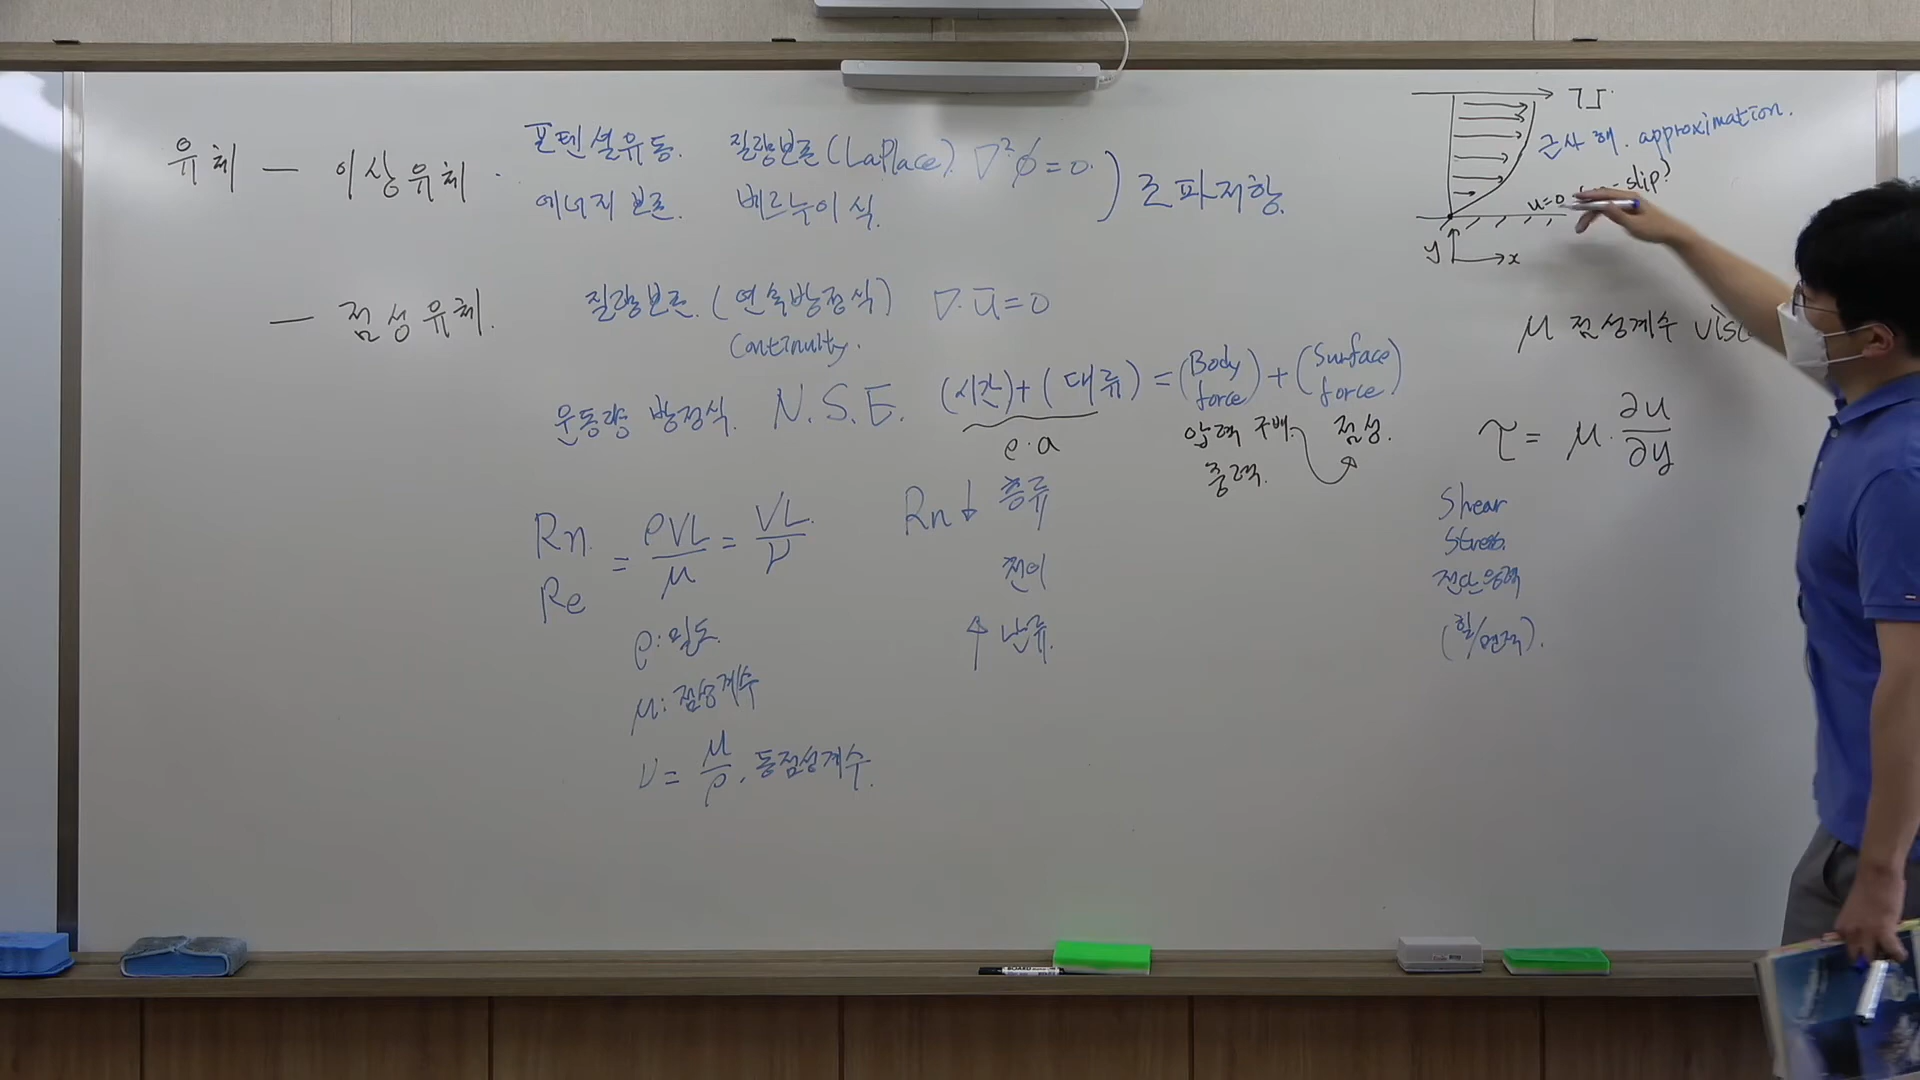 유체 — 이상유체.
포텐셜유동. 질량보존(LaPlace). ∇²φ=0.
에너지 보존. 베르누이 식.
) 조파저항.
— 점성유체.
질량보존. (연속방정식) ∇·u̅=0
Continuity.
운동량 방정식. N.S.E. (시간)+(대류)=(Body force)+(Surface force)
ρ·a
압력 구배. 점성.
중력.
Rn Re = ρVL/μ = VL/ν
ρ:밀도.
μ:점성계수
ν= μ/ρ. 동점성계수.
Rn↓ 층류
천이
↑ 난류.
근사해. approximation.
u=0 slip?
y x
μ 점성계수
τ= μ·∂u/∂y
Shear
Stress.
전단응력
(힘/면적).
BOARD